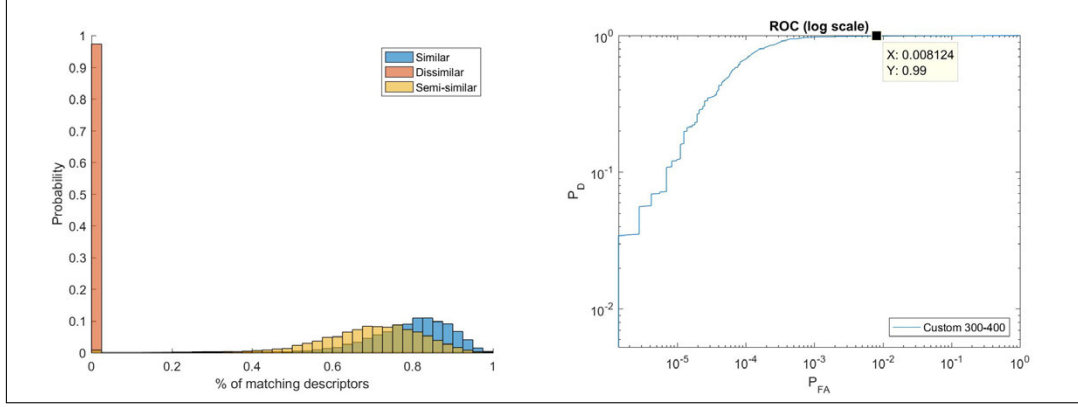 1
0.9
0.8
0.7
0.6
0.5
0.4
0.3
0.2
0.1
0
Probability
0 0.2 0.4 0.6 0.8 1
% of matching descriptors
Similar
Dissimilar
Semi-similar
ROC (log scale)
10^0
10^-1
10^-2
P_D
X: 0.008124
Y: 0.99
Custom 300-400
10^-5 10^-4 10^-3 10^-2 10^-1 10^0
P_FA